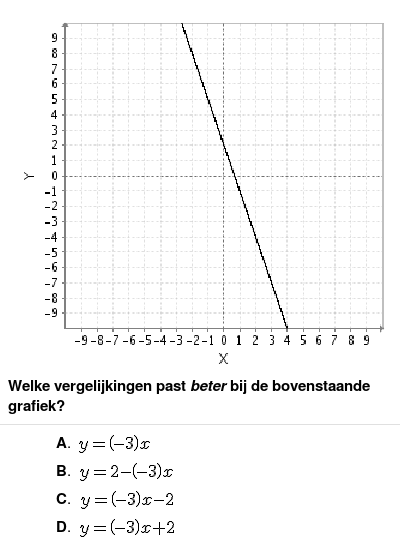 9
8
7
6
5
4
3
2
1
0
-1
-2
-3
-4
-5
-6
-7
-8
-9
Y
-9 -8 -7 -6 -5 -4 -3 -2 -1 0 1 2 3 4 5 6 7 8 9
X
Welke vergelijkingen past beter bij de bovenstaande
grafiek?
A. y=(-3)x
B. y=2-(-3)x
C. y=(-3)x-2
D. y=(-3)x+2